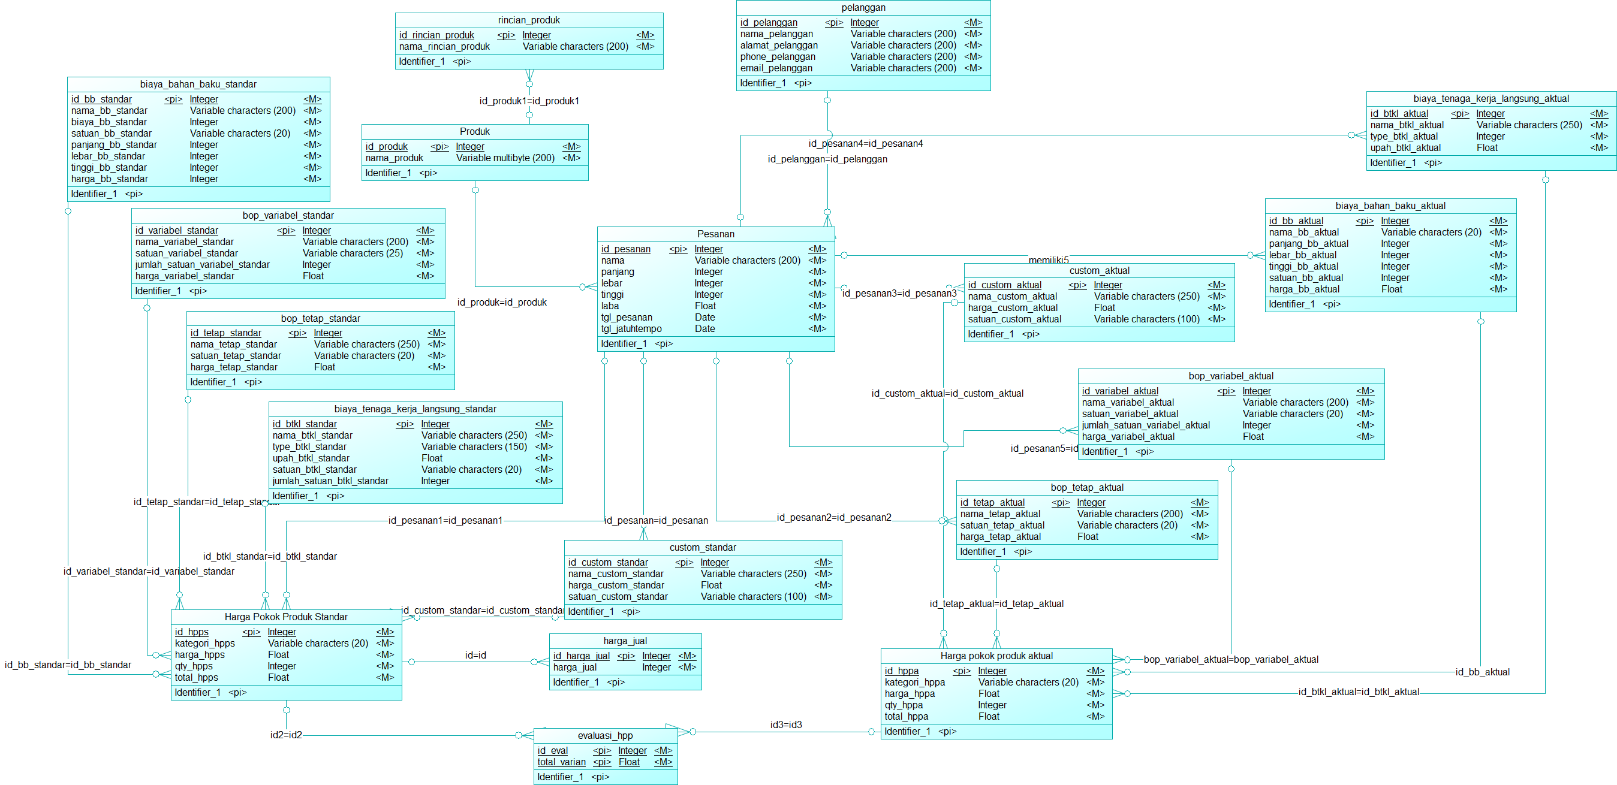 rincian_produk
id_rincian_produk <pi> Integer <M>
nama_rincian_produk Variable characters (200) <M>
Identifier_1 <pi>
pelanggan
id_pelanggan <pi> Integer <M>
nama_pelanggan Variable characters (200) <M>
alamat_pelanggan Variable characters (200) <M>
phone_pelanggan Variable characters (200) <M>
email_pelanggan Variable characters (200) <M>
Identifier_1 <pi>
biaya_bahan_baku_standar
id_bb_standar <pi> Integer <M>
nama_bb_standar Variable characters (200) <M>
biaya_bb_standar Integer <M>
satuan_bb_standar Variable characters (20) <M>
panjang_bb_standar Integer <M>
lebar_bb_standar Integer <M>
tinggi_bb_standar Integer <M>
harga_bb_standar Integer <M>
Identifier_1 <pi>
id_produk1=id_produk1
Produk
id_produk <pi> Integer <M>
nama_produk Variable multibyte (200) <M>
Identifier_1 <pi>
biaya_tenaga_kerja_langsung_aktual
id_btkl_aktual <pi> Integer <M>
nama_btkl_aktual Variable characters (250) <M>
type_btkl_aktual Integer <M>
upah_btkl_aktual Float <M>
Identifier_1 <pi>
id_pesanan4=id_pesanan4
id_pelanggan=id_pelanggan
bop_variabel_standar
id_variabel_standar <pi> Integer <M>
nama_variabel_standar Variable characters (200) <M>
satuan_variabel_standar Variable characters (25) <M>
jumlah_satuan_variabel_standar Integer <M>
harga_variabel_standar Float <M>
Identifier_1 <pi>
Pesanan
id_pesanan <pi> Integer <M>
nama Variable characters (200) <M>
panjang Integer <M>
lebar Integer <M>
tinggi Integer <M>
laba Float <M>
tgl_pesanan Date <M>
tgl_jatuhtempo Date <M>
Identifier_1 <pi>
biaya_bahan_baku_aktual
id_bb_aktual <pi> Integer <M>
nama_bb_aktual Variable characters (20) <M>
panjang_bb_aktual Integer <M>
lebar_bb_aktual Integer <M>
tinggi_bb_aktual Integer <M>
satuan_bb_aktual Integer <M>
harga_bb_aktual Float <M>
Identifier_1 <pi>
memiliki5
custom_aktual
id_custom_aktual <pi> Integer <M>
nama_custom_aktual Variable characters (250) <M>
harga_custom_aktual Float <M>
satuan_custom_aktual Variable characters (100) <M>
Identifier_1 <pi>
id_pesanan3=id_pesanan3
id_produk=id_produk
bop_tetap_standar
id_tetap_standar <pi> Integer <M>
nama_tetap_standar Variable characters (250) <M>
satuan_tetap_standar Variable characters (20) <M>
harga_tetap_standar Float <M>
Identifier_1 <pi>
id_custom_aktual=id_custom_aktual
bop_variabel_aktual
id_variabel_aktual <pi> Integer <M>
nama_variabel_aktual Variable characters (200) <M>
satuan_variabel_aktual Variable characters (20) <M>
jumlah_satuan_variabel_aktual Integer <M>
harga_variabel_aktual Float <M>
Identifier_1 <pi>
id_pesanan5=id
biaya_tenaga_kerja_langsung_standar
id_btkl_standar <pi> Integer <M>
nama_btkl_standar Variable characters (250) <M>
type_btkl_standar Variable characters (150) <M>
upah_btkl_standar Float <M>
satuan_btkl_standar Variable characters (20) <M>
jumlah_satuan_btkl_standar Integer <M>
Identifier_1 <pi>
id_tetap_standar=id_tetap_standar
id_pesanan1=id_pesanan1
id_pesanan=id_pesanan
id_pesanan2=id_pesanan2
bop_tetap_aktual
id_tetap_aktual <pi> Integer <M>
nama_tetap_aktual Variable characters (200) <M>
satuan_tetap_aktual Variable characters (20) <M>
harga_tetap_aktual Float <M>
Identifier_1 <pi>
id_btkl_standar=id_btkl_standar
id_variabel_standar=id_variabel_standar
custom_standar
id_custom_standar <pi> Integer <M>
nama_custom_standar Variable characters (250) <M>
harga_custom_standar Float <M>
satuan_custom_standar Variable characters (100) <M>
Identifier_1 <pi>
id_tetap_aktual=id_tetap_aktual
id_custom_standar=id_custom_standar
Harga Pokok Produk Standar
id_hpps <pi> Integer <M>
kategori_hpps Variable characters (20) <M>
harga_hpps Float <M>
qty_hpps Integer <M>
total_hpps Float <M>
Identifier_1 <pi>
id_bb_standar=id_bb_standar
id=id
harga_jual
id_harga_jual <pi> Integer <M>
harga_jual Integer <M>
Identifier_1 <pi>
Harga pokok produk aktual
id_hppa <pi> Integer <M>
kategori_hppa Variable characters (20) <M>
harga_hppa Float <M>
qty_hppa Integer <M>
total_hppa Float <M>
Identifier_1 <pi>
bop_variabel_aktual=bop_variabel_aktual
id_bb_aktual
id_btkl_aktual=id_btkl_aktual
id2=id2
id3=id3
evaluasi_hpp
id_eval <pi> Integer <M>
total_varian <pi> Float <M>
Identifier_1 <pi>